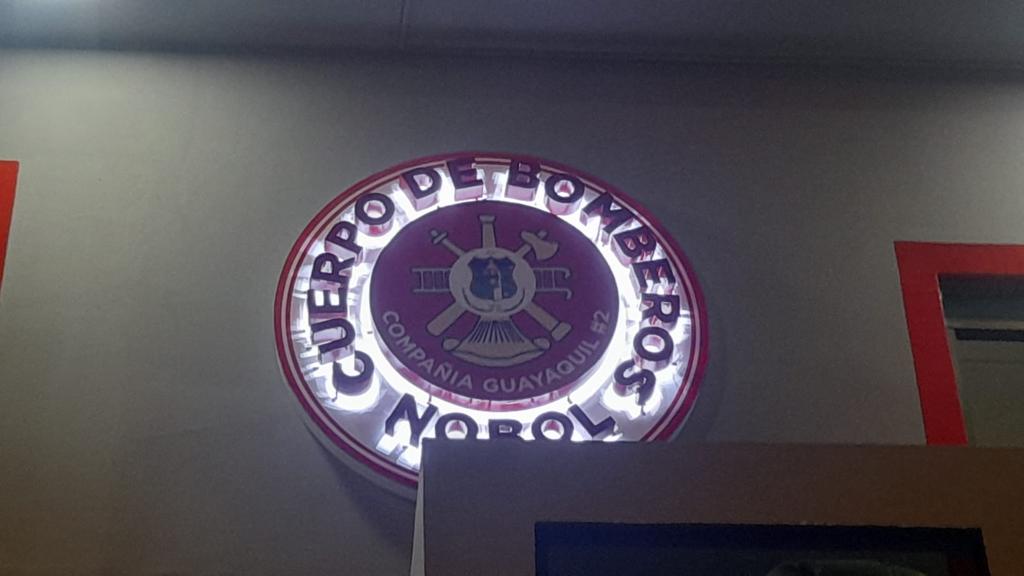 CUERPO DE BOMBEROS
NOBOL
COMPAÑIA GUAYAQUIL #2